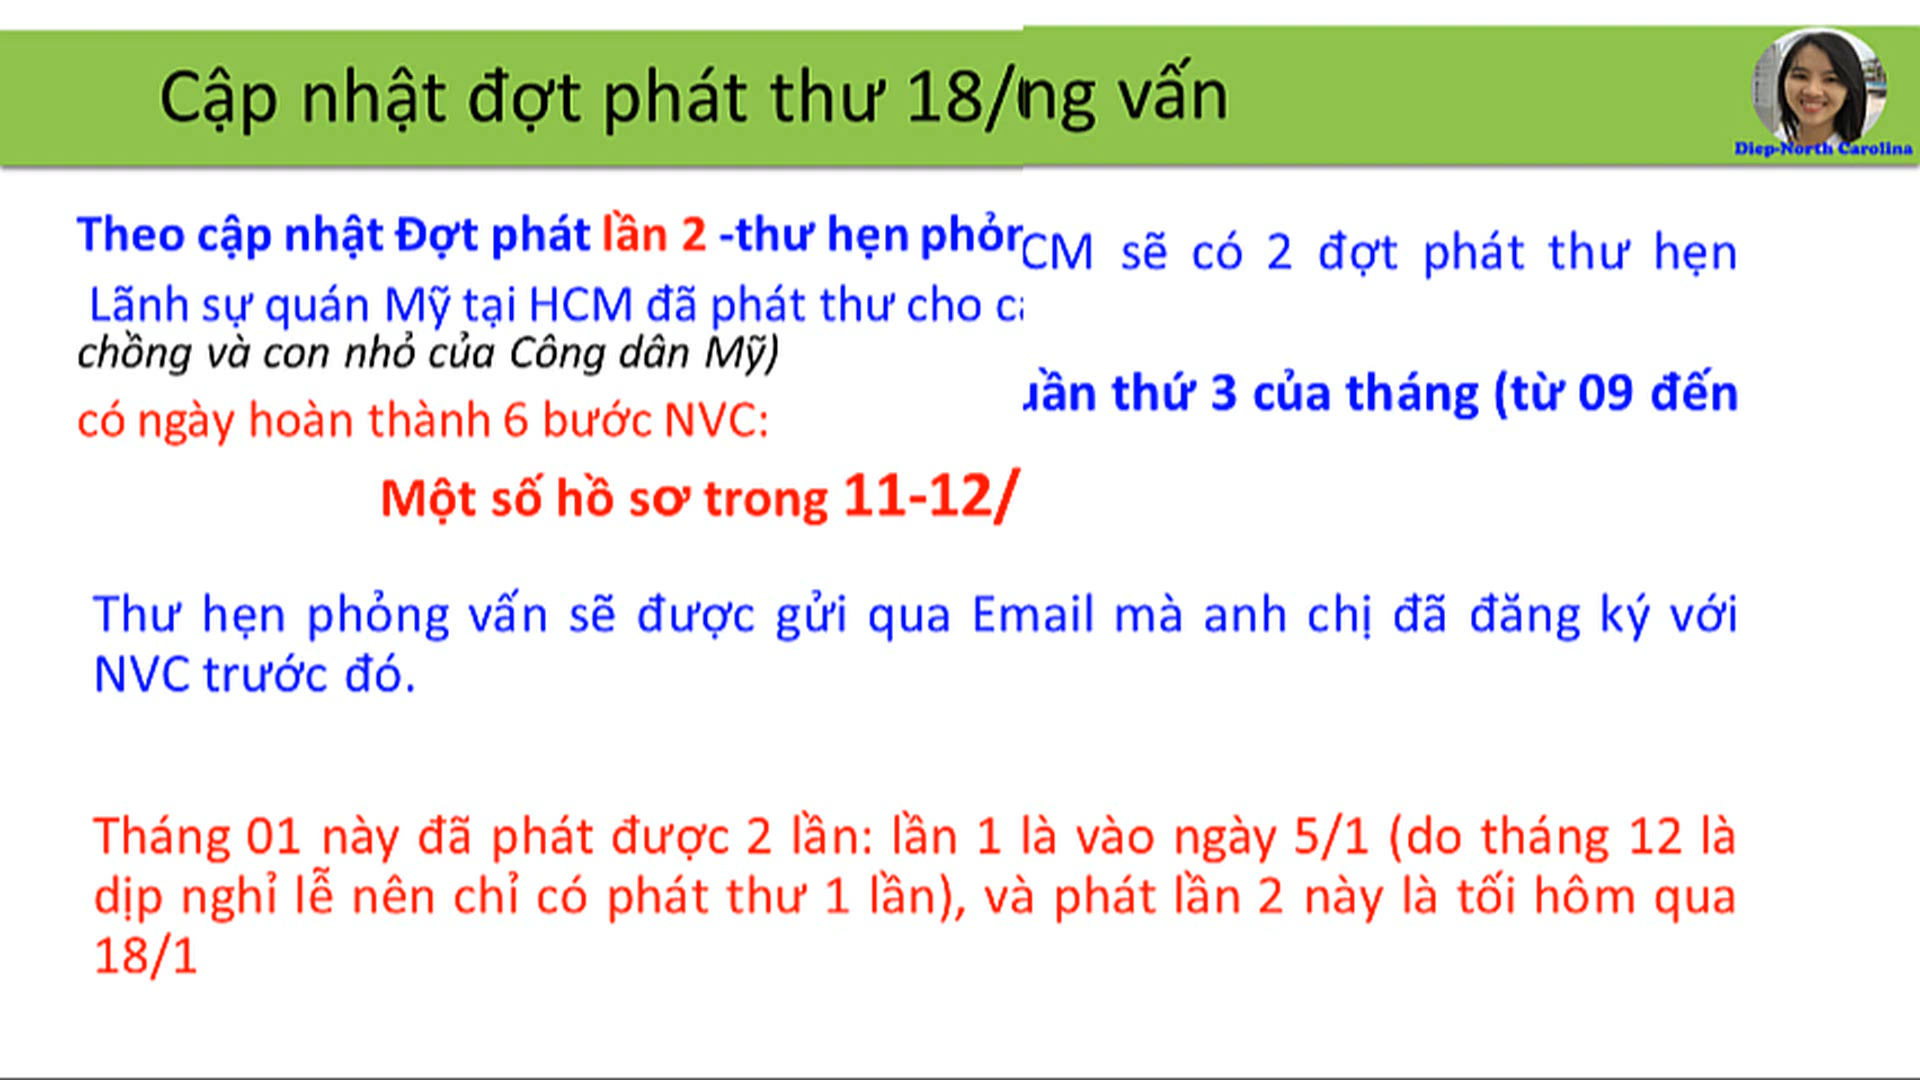 Cập nhật đợt phát thư 18/ng vấn
Diep-North Carolina
Theo cập nhật Đợt phát lần 2 -thư hẹn phỏr
CM sẽ có 2 đợt phát thư hẹn
Lãnh sự quán Mỹ tại HCM đã phát thư cho
chồng và con nhỏ của Công dân Mỹ)
thứ 3 của tháng (từ 09 đến
có ngày hoàn thành 6 bước NVC:
Một số hồ sơ trong 11-12/
Thư hẹn phỏng vấn sẽ được gửi qua Email mà anh chị đã đăng ký với
NVC trước đó.
Tháng 01 này đã phát được 2 lần: lần 1 là vào ngày 5/1 (do tháng 12 là
dịp nghỉ lễ nên chỉ có phát thư 1 lần), và phát lần 2 này là tối hôm qua
18/1